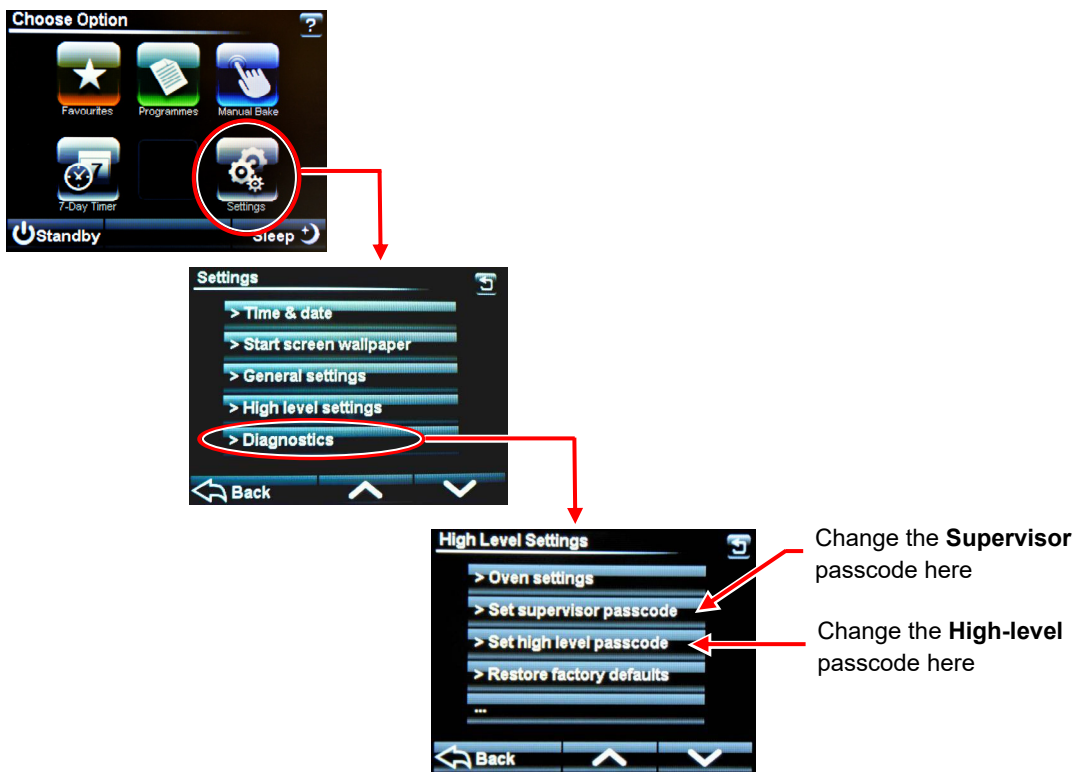 Choose Option
?
Favourites
Programmes
Manual Bake
7
7-Day Timer
Settings
Standby
Sleep
Settings
> Time & date
> Start screen wallpaper
> General settings
> High level settings
> Diagnostics
Back
High Level Settings
> Oven settings
> Set supervisor passcode
> Set high level passcode
> Restore factory defaults
...
Back
Change the Supervisor
passcode here
Change the High-level
passcode here